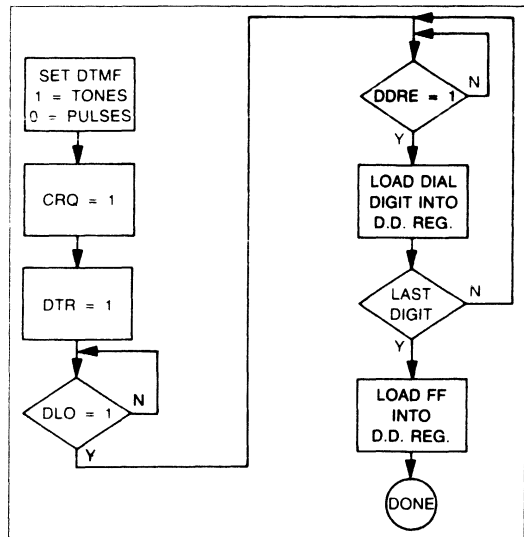 SET DTMF
1 = TONES
0 = PULSES
CRQ = 1
DTR = 1
DLO = 1
N
Y
DDRE = 1
N
Y
LOAD DIAL
DIGIT INTO
D.D. REG.
LAST
DIGIT
N
Y
LOAD FF
INTO
D.D. REG.
DONE